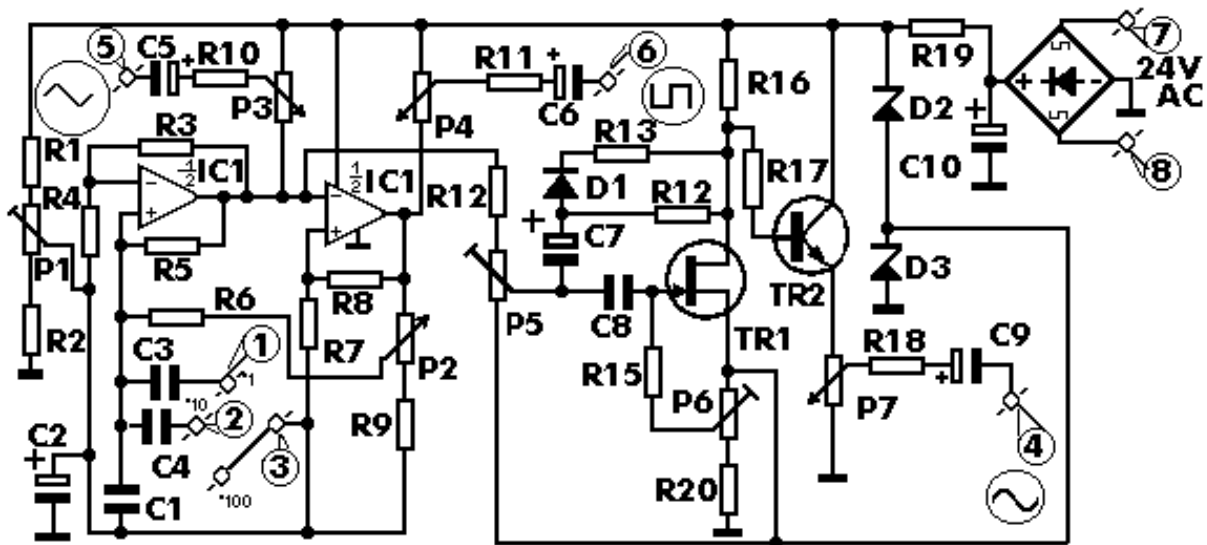 5
C5
+
R10
P3
R11
+
C6
6
P4
R16
R19
7
24V
AC
+
-
D2
+
C10
8
R1
R3
½
IC1
-
+
R4
P1
R5
½
IC1
-
+
R12
R13
D1
R12
R17
+
C7
R2
R6
R8
P5
C8
TR1
TR2
D3
C3
1
*1
R7
P2
R15
P6
R18
+
C9
P7
*10
2
C2
+
C4
3
R9
4
*100
C1
R20